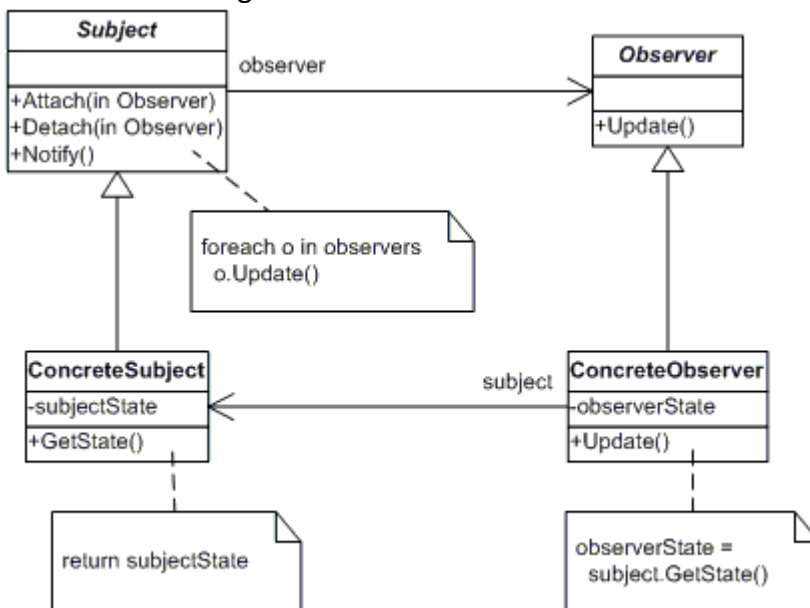 Subject
+Attach(in Observer)
+Detach(in Observer)
+Notify()
observer
Observer
+Update()
foreach o in observers
o.Update()
ConcreteSubject
-subjectState
+GetState()
subject
ConcreteObserver
-observerState
+Update()
return subjectState
observerState =
subject.GetState()